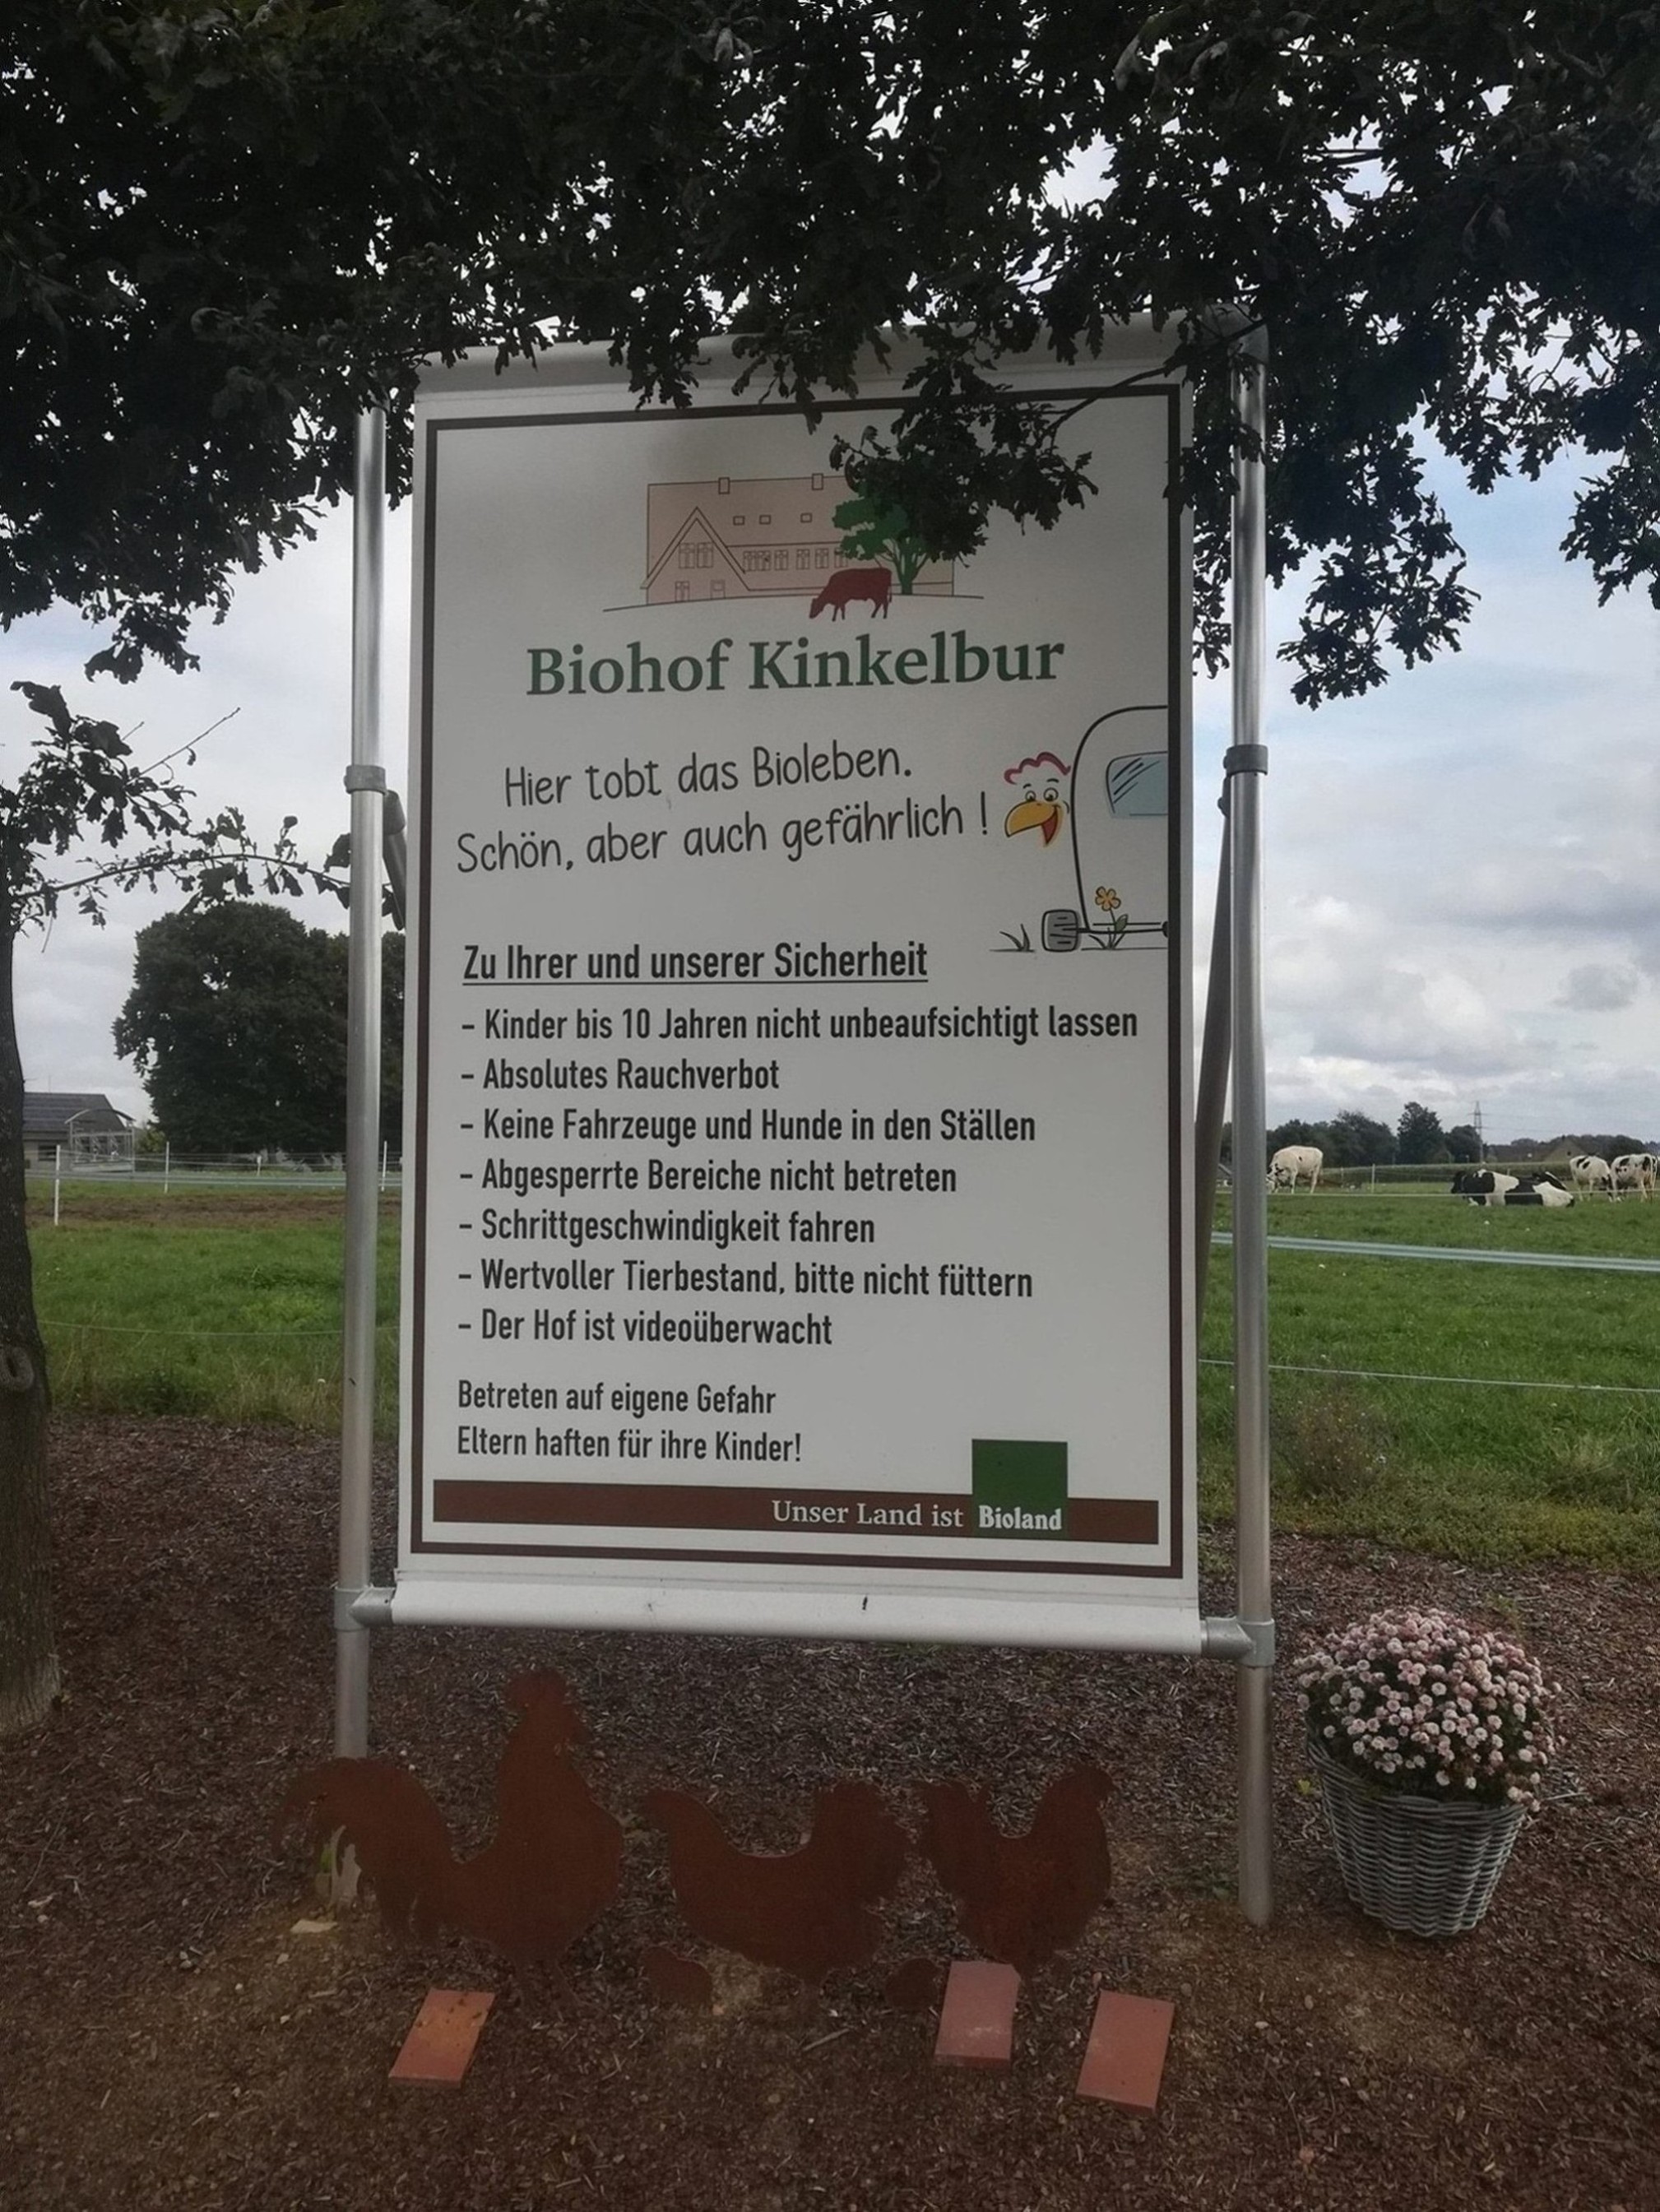 Biohof Kinkelbur
Hier tobt das Bioleben.
Schön, aber auch gefährlich !
Zu Ihrer und unserer Sicherheit
- Kinder bis 10 Jahren nicht unbeaufsichtigt lassen
- Absolutes Rauchverbot
- Keine Fahrzeuge und Hunde in den Ställen
- Abgesperrte Bereiche nicht betreten
- Schrittgeschwindigkeit fahren
- Wertvoller Tierbestand, bitte nicht füttern
- Der Hof ist videoüberwacht
Betreten auf eigene Gefahr
Eltern haften für ihre Kinder!
Unser Land ist Bioland